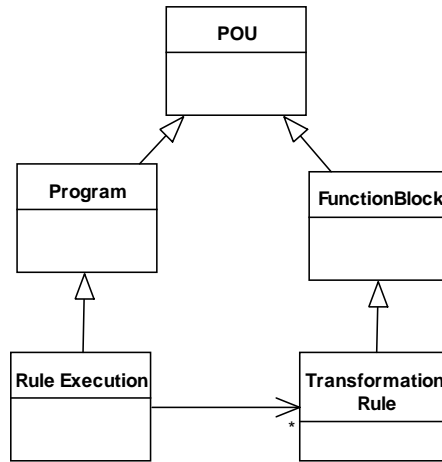 POU
Program
FunctionBlock
Rule Execution
Transformation
Rule
*